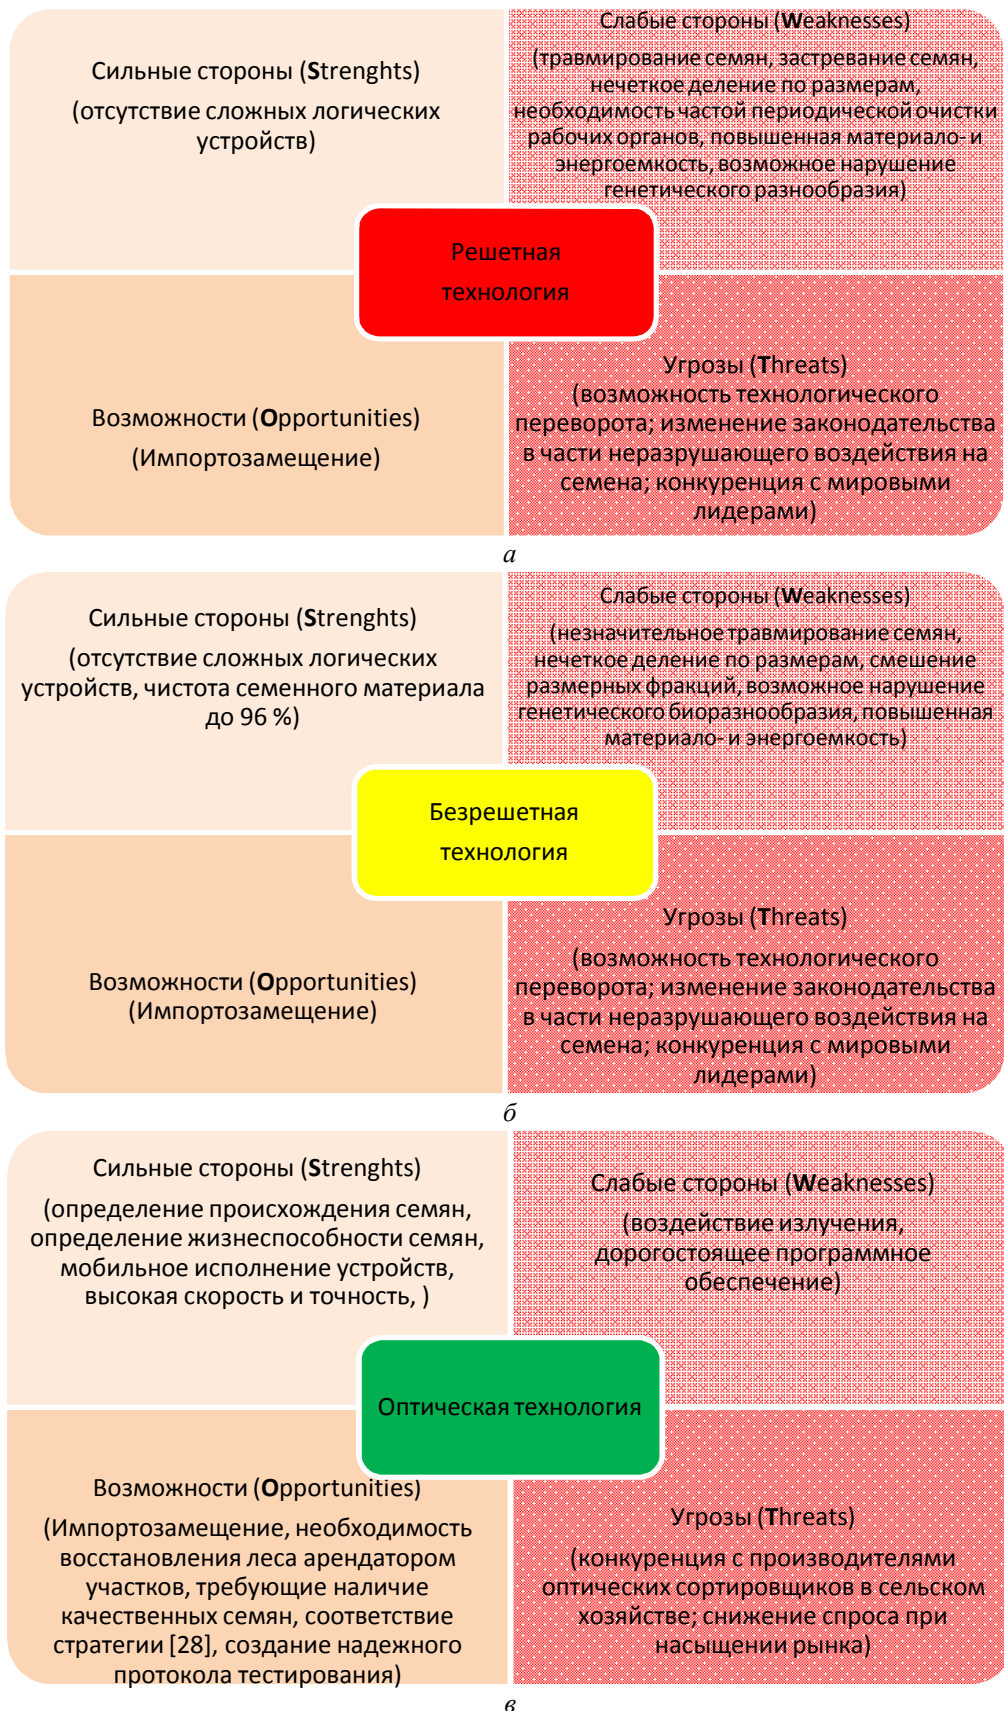 Сильные стороны (Strenghts)
(отсутствие сложных логических
устройств)
Слабые стороны (Weaknesses)
(травмирование семян, застревание семян,
нечеткое деление по размерам,
необходимость частой периодической очистки
рабочих органов, повышенная материало- и
энергоемкость, возможное нарушение
генетического разнообразия)
Решетная
технология
Возможности (Opportunities)
(Импортозамещение)
Угрозы (Threats)
(возможность технологического
переворота; изменение законодательства
в части неразрушающего воздействия на
семена; конкуренция с мировыми
лидерами)
а
Сильные стороны (Strenghts)
(отсутствие сложных логических
устройств, чистота семенного материала
до 96 %)
Слабые стороны (Weaknesses)
(незначительное травмирование семян,
нечеткое деление по размерам, смешение
размерных фракций, возможное нарушение
генетического биоразнообразия, повышенная
материало- и энергоемкость)
Безрешетная
технология
Возможности (Opportunities)
(Импортозамещение)
Угрозы (Threats)
(возможность технологического
переворота; изменение законодательства
в части неразрушающего воздействия на
семена; конкуренция с мировыми
лидерами)
б
Сильные стороны (Strenghts)
(определение происхождения семян,
определение жизнеспособности семян,
мобильное исполнение устройств,
высокая скорость и точность, )
Слабые стороны (Weaknesses)
(воздействие излучения,
дорогостоящее программное
обеспечение)
Оптическая технология
Возможности (Opportunities)
(Импортозамещение, необходимость
восстановления леса арендатором
участков, требующие наличие
качественных семян, соответствие
стратегии [28], создание надежного
протокола тестирования)
Угрозы (Threats)
(конкуренция с производителями
оптических сортировщиков в сельском
хозяйстве; снижение спроса при
насыщении рынка)
в